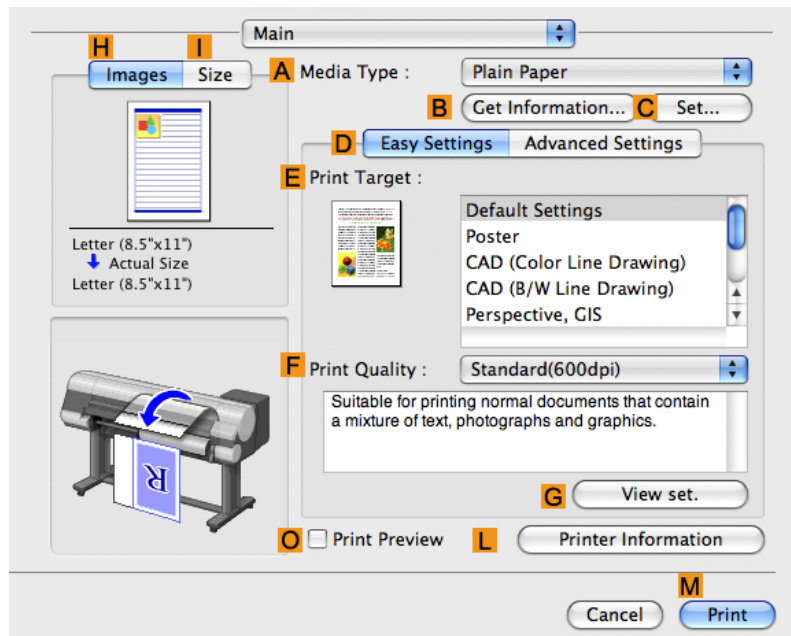 Main
H
I
Images
Size
A
Media Type :
Plain Paper
B
Get Information...
C
Set...
D
Easy Settings
Advanced Settings
E
Print Target :
Default Settings
Poster
CAD (Color Line Drawing)
CAD (B/W Line Drawing)
Perspective, GIS
Letter (8.5"x11")
Actual Size
Letter (8.5"x11")
F
Print Quality :
Standard(600dpi)
Suitable for printing normal documents that contain
a mixture of text, photographs and graphics.
R
G
View set.
O
Print Preview
L
Printer Information
M
Cancel
Print